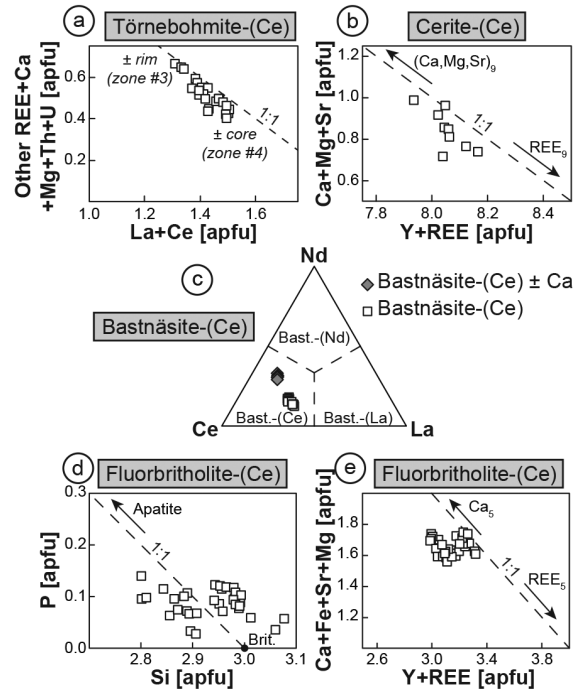 a
Törnebohmite-(Ce)
Other REE+Ca
+Mg+Th+U [apfu]
0.6
0.4
0.2
± rim
(zone #3)
1:1
± core
(zone #4)
1.0
1.2
1.4
1.6
La+Ce [apfu]
b
Cerite-(Ce)
Ca+Mg+Sr [apfu]
1.2
1.0
0.8
0.6
(Ca,Mg,Sr)₉
1:1
REE₉
7.8
8.0
8.2
8.4
Y+REE [apfu]
c
Bastnäsite-(Ce)
Nd
Bast.-(Nd)
Bast.-(Ce)
Bast.-(La)
Ce
La
Bastnäsite-(Ce) ± Ca
Bastnäsite-(Ce)
d
Fluorbritholite-(Ce)
P [apfu]
0.3
0.2
0.1
0.0
Apatite
1:1
Brit.
2.8
2.9
3.0
3.1
Si [apfu]
e
Fluorbritholite-(Ce)
Ca+Fe+Sr+Mg [apfu]
1.8
1.6
1.4
1.2
Ca₅
1:1
REE₅
2.6
3.0
3.4
3.8
Y+REE [apfu]